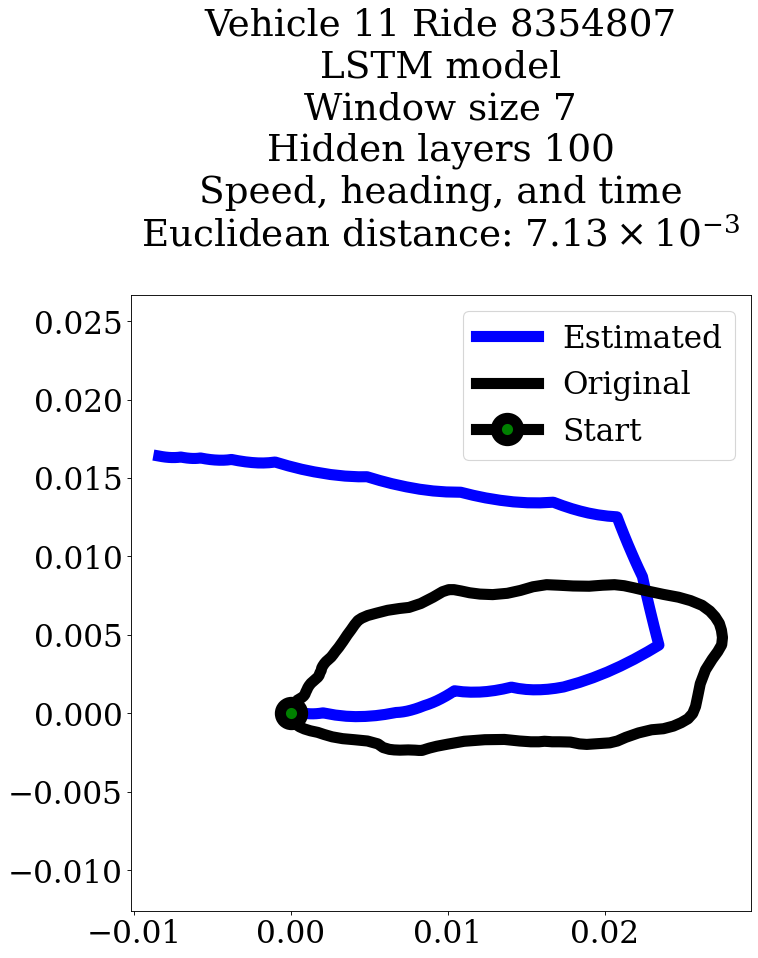 Vehicle 11 Ride 8354807
LSTM model
Window size 7
Hidden layers 100
Speed, heading, and time
Euclidean distance: 7.13 × 10⁻³
Estimated
Original
Start
0.025
0.020
0.015
0.010
0.005
0.000
−0.005
−0.010
−0.01 0.00 0.01 0.02